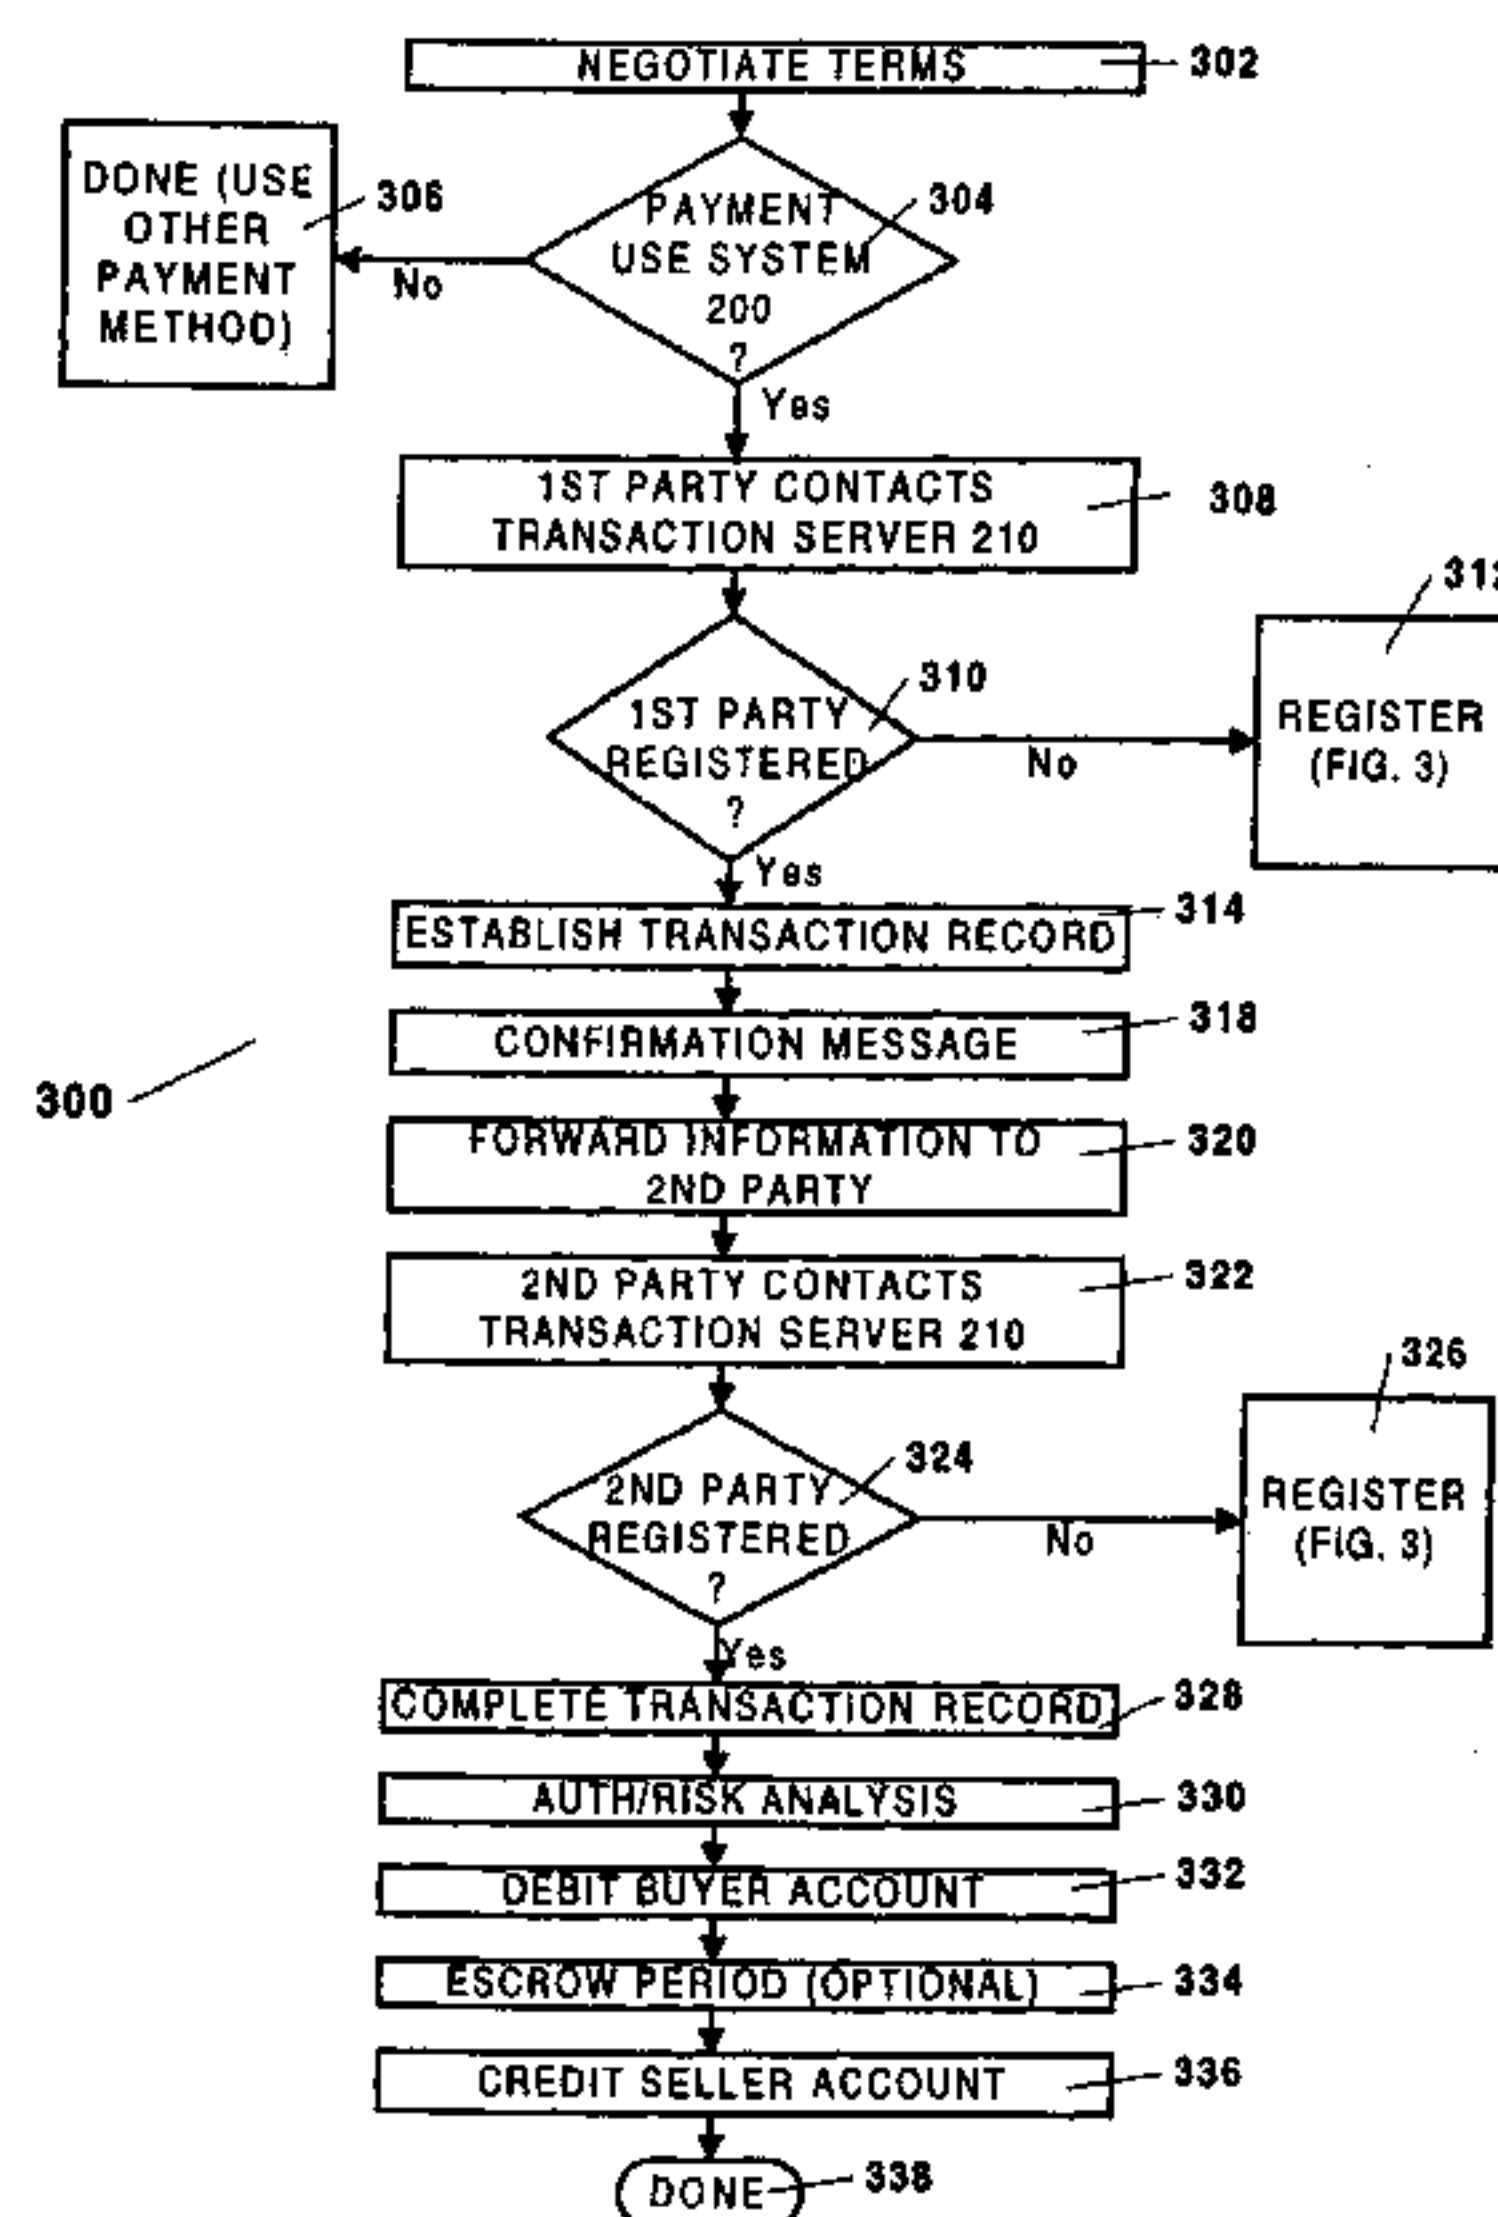 NEGOTIATE TERMS
302
DONE (USE
OTHER
PAYMENT
METHOD)
306
PAYMENT
USE SYSTEM
200
?
304
No
Yes
1ST PARTY CONTACTS
TRANSACTION SERVER 210
308
1ST PARTY
REGISTERED
?
310
No
REGISTER
(FIG. 3)
Yes
ESTABLISH TRANSACTION RECORD
314
CONFIRMATION MESSAGE
318
300
FORWARD INFORMATION TO
2ND PARTY
320
2ND PARTY CONTACTS
TRANSACTION SERVER 210
322
2ND PARTY
REGISTERED
?
324
No
326
REGISTER
(FIG. 3)
Yes
COMPLETE TRANSACTION RECORD
328
AUTH/RISK ANALYSIS
330
DEBIT BUYER ACCOUNT
332
ESCROW PERIOD (OPTIONAL)
334
CREDIT SELLER ACCOUNT
336
DONE
338